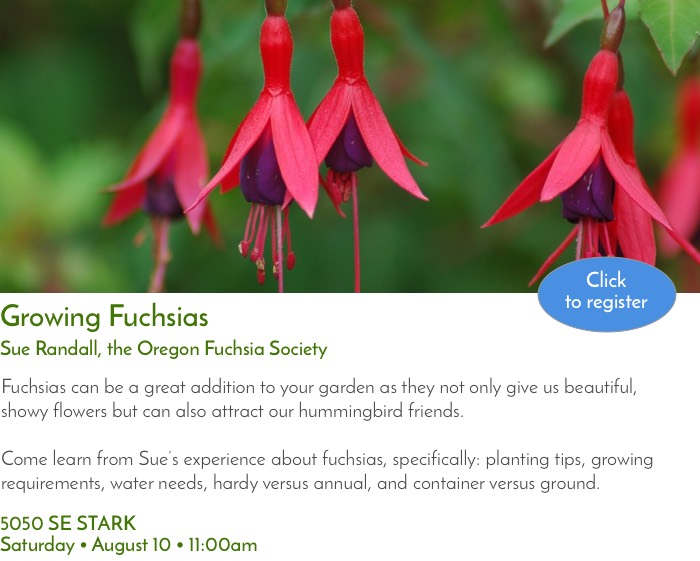 Click
to register
Growing Fuchsias
Sue Randall, the Oregon Fuchsia Society
Fuchsias can be a great addition to your garden as they not only give us beautiful,
showy flowers but can also attract our hummingbird friends.
Come learn from Sue's experience about fuchsias, specifically: planting tips, growing
requirements, water needs, hardy versus annual, and container versus ground.
5050 SE STARK
Saturday • August 10 • 11:00am